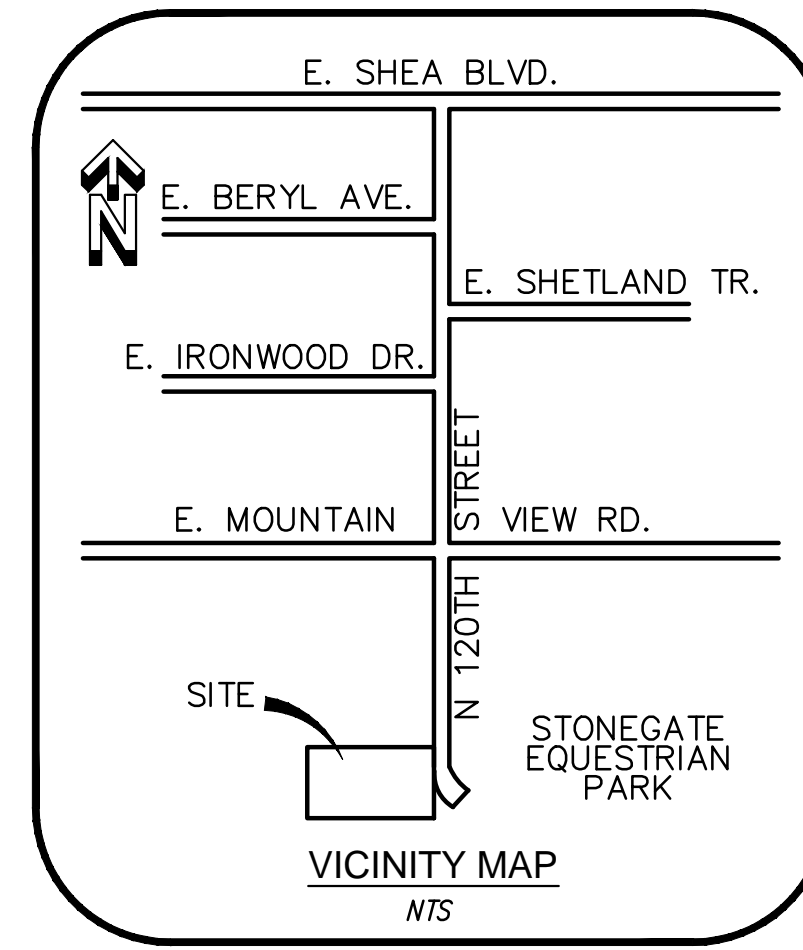 E. SHEA BLVD.
N
E. BERYL AVE.
E. SHETLAND TR.
E. IRONWOOD DR.
E. MOUNTAIN VIEW RD.
N 120TH STREET
SITE
STONEGATE
EQUESTRIAN
PARK
VICINITY MAP
NTS